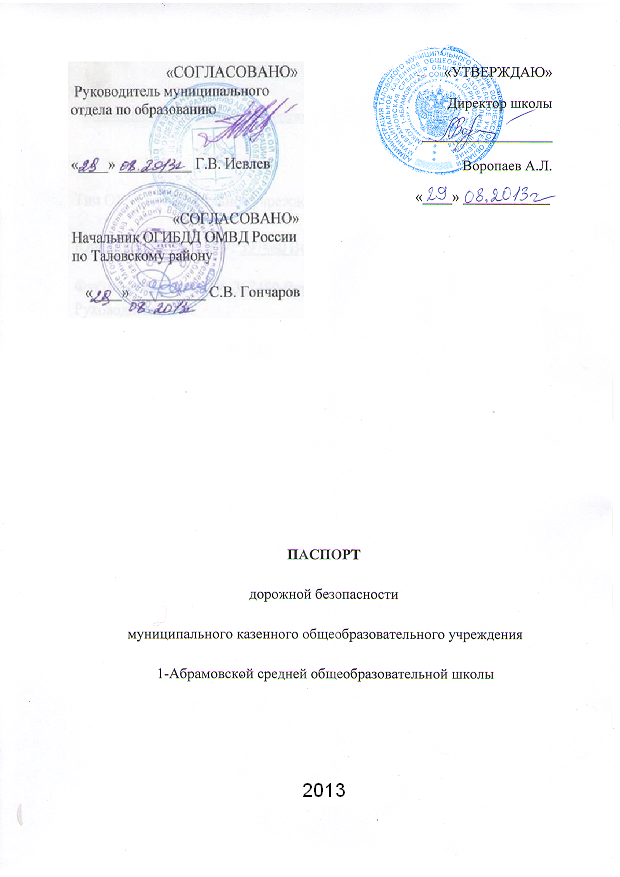 «СОГЛАСОВАНО»
Руководитель муниципального
отдела по образованию
«29» 08.2013г Г.В. Иевлев
«СОГЛАСОВАНО»
Начальник ОГИБДД ОМВД России
по Таловскому району
«29» С.В. Гончаров
08.2013г
«УТВЕРЖДАЮ»
Директор школы
Воропаев А.Л.
«29» 08.2013г
ПАСПОРТ
дорожной безопасности
муниципального казенного общеобразовательного учреждения
1-Абрамовской средней общеобразовательной школы
2013